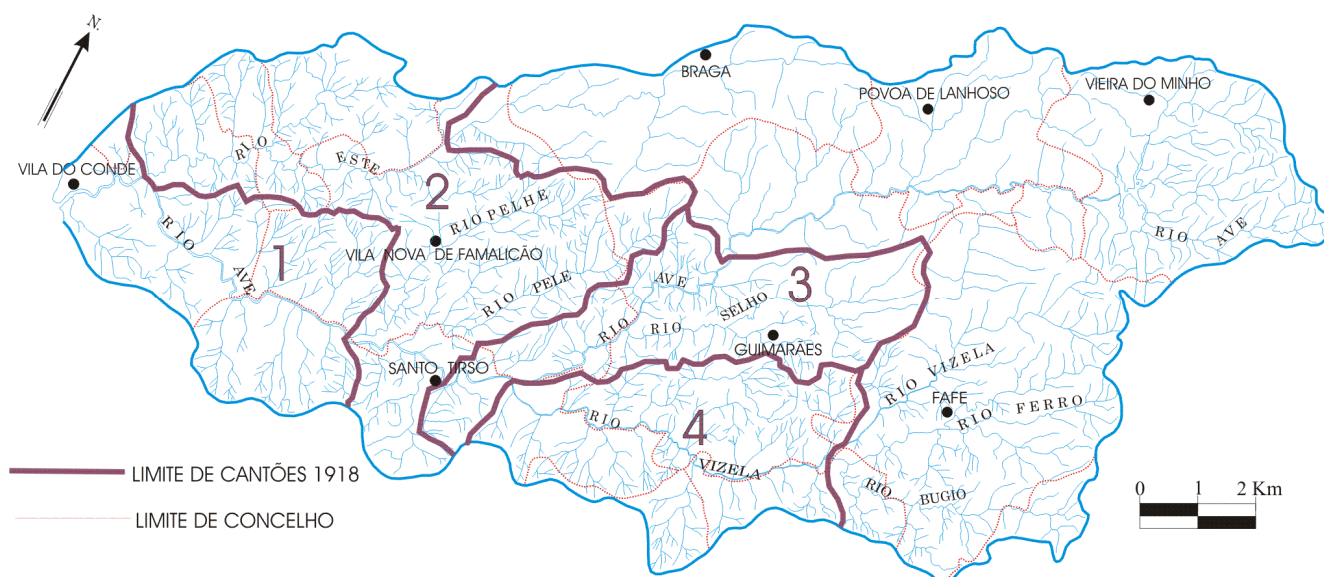 N.
BRAGA
POVOA DE LANHOSO
VIEIRA DO MINHO
VILA DO CONDE
RIO
ESTE
2
RIO PELHE
VILA NOVA DE FAMALICÃO
RIO AVE
1
RIO PELE
RIO AVE
3
RIO SELHO
GUIMARÃES
RIO AVE
SANTO TIRSO
RIO VIZELA
FAFE
RIO FERRO
4
RIO VIZELA
RIO BUGIO
LIMITE DE CANTÕES 1918
LIMITE DE CONCELHO
0 1 2 Km